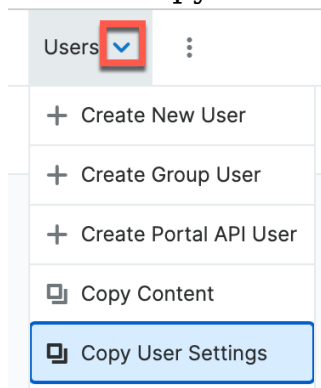 Users
Create New User
Create Group User
Create Portal API User
Copy Content
Copy User Settings